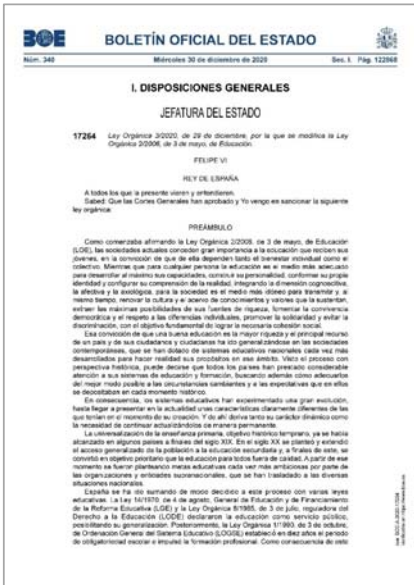 BOE
BOLETÍN OFICIAL DEL ESTADO
Núm. 340
Miércoles 30 de diciembre de 2020
Sec. I. Pág. 122868
I. DISPOSICIONES GENERALES
JEFATURA DEL ESTADO
17264 Ley Orgánica 3/2020, de 29 de diciembre, por la que se modifica la Ley
Orgánica 2/2006, de 3 de mayo, de Educación.
FELIPE VI
REY DE ESPAÑA
A todos los que la presente vieren y entendieren.
Sabed: Que las Cortes Generales han aprobado y Yo vengo en sancionar la siguiente
ley orgánica:
PREÁMBULO
Como comenzaba afirmando la Ley Orgánica 2/2006, de 3 de mayo, de Educación
(LOE), las sociedades actuales conceden gran importancia a la educación que reciben sus
jóvenes, en la convicción de que de ella dependen tanto el bienestar individual como el
colectivo. Mientras que para cualquier persona la educación es el medio más adecuado
para desarrollar al máximo sus capacidades, construir su personalidad, conformar su propia
identidad y configurar su comprensión de la realidad, integrando la dimensión cognoscitiva,
la afectiva y la axiológica, para la sociedad es el medio más idóneo para transmitir y, al
mismo tiempo, renovar la cultura y el acervo de conocimientos y valores que la sustentan,
extraer las máximas posibilidades de sus fuentes de riqueza, fomentar la convivencia
democrática y el respeto a las diferencias individuales, promover la solidaridad y evitar la
discriminación, con el objetivo fundamental de lograr la necesaria cohesión social.
Esa convicción de que una buena educación es la mayor riqueza y el principal recurso
de un país y de sus ciudadanos y ciudadanas ha ido generalizándose en las sociedades
contemporáneas, que se han dotado de sistemas educativos nacionales cada vez más
desarrollados para hacer realidad sus propósitos en ese ámbito. Visto el proceso con
perspectiva histórica, puede decirse que todos los países han prestado considerable
atención a sus sistemas de educación y formación, buscando además cómo adecuarlos
del mejor modo posible a las circunstancias cambiantes y a las expectativas que en ellos
se depositaban en cada momento histórico.
En consecuencia, los sistemas educativos han experimentado una gran evolución,
hasta llegar a presentar en la actualidad unas características claramente diferentes de las
que tenían en el momento de su creación. Y de ahí deriva tanto su carácter dinámico como
la necesidad de continuar actualizándolos de manera permanente.
La universalización de la enseñanza primaria, objetivo histórico temprano, ya se había
alcanzado en algunos países a finales del siglo XIX. En el siglo XX se planteó y extendió
el acceso generalizado de la población a la educación secundaria y, a finales de este, se
convirtió en objetivo prioritario que la educación para todos fuera de calidad. A partir de ese
momento se fueron planteando metas educativas cada vez más ambiciosas por parte de
las organizaciones y entidades supranacionales, que se han trasladado a las diversas
situaciones nacionales.
España se ha ido sumando de modo decidido a este proceso con varias leyes
educativas. La Ley 14/1970, de 4 de agosto, General de Educación y de Financiamiento
de la Reforma Educativa (LGE) y la Ley Orgánica 8/1985, de 3 de julio, reguladora del
Derecho a la Educación (LODE) declararon la educación como servicio público,
posibilitando su generalización. Posteriormente, la Ley Orgánica 1/1990, de 3 de octubre,
de Ordenación General del Sistema Educativo (LOGSE) estableció en diez años el periodo
de obligatoriedad escolar e impulsó la formación profesional. Como consecuencia de este